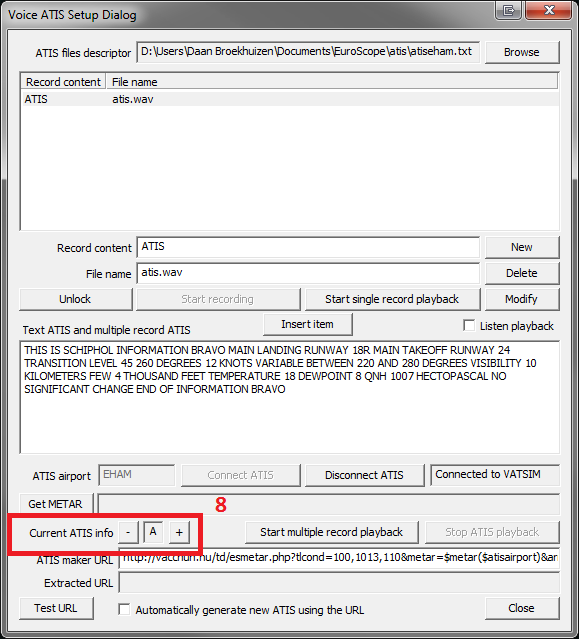 Voice ATIS Setup Dialog
ATIS files descriptor D:\Users\Daan Broekhuizen\Documents\EuroScope\atis\atiseham.txt Browse
Record content File name
ATIS atis.wav
Record content ATIS New
File name atis.wav Delete
Unlock Start recording Start single record playback Modify
Text ATIS and multiple record ATIS Insert item Listen playback
THIS IS SCHIPHOL INFORMATION BRAVO MAIN LANDING RUNWAY 18R MAIN TAKEOFF RUNWAY 24
TRANSITION LEVEL 45 260 DEGREES 12 KNOTS VARIABLE BETWEEN 220 AND 280 DEGREES VISIBILITY 10
KILOMETERS FEW 4 THOUSAND FEET TEMPERATURE 18 DEWPOINT 8 QNH 1007 HECTOPASCAL NO
SIGNIFICANT CHANGE END OF INFORMATION BRAVO
ATIS airport EHAM Connect ATIS Disconnect ATIS Connected to VATSIM
Get METAR 8
Current ATIS info - A + Start multiple record playback Stop ATIS playback
ATIS maker URL http://vacchun.hu/td/esmetar.php?tlcond=100,1013,110&metar=$metar($atisairport)&ar
Extracted URL
Test URL Automatically generate new ATIS using the URL Close